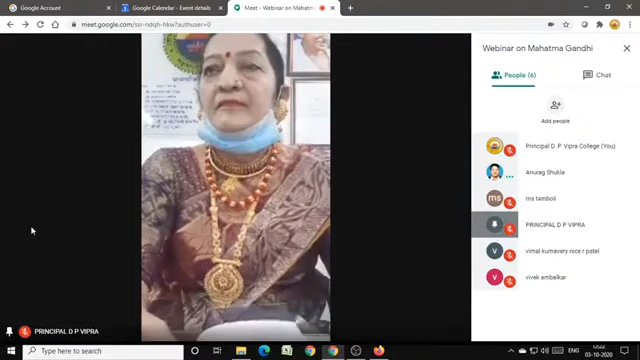 Google Account
Google Calendar - Event details
Meet - Webinar on Mahatma
meet.google.com/ssr-ndqh-hkw?authuser=0
Webinar on Mahatma Gandhi
People (6)
Chat
Add people
Principal D. P. Vipra College (You)
Anurag Shukla
ms
ms tamboli
PRINCIPAL D P VIPRA
v
vimal kumavery nice r patel
v
vivek ambalkar
PRINCIPAL D P VIPRA
Type here to search
ENG
03-10-2020